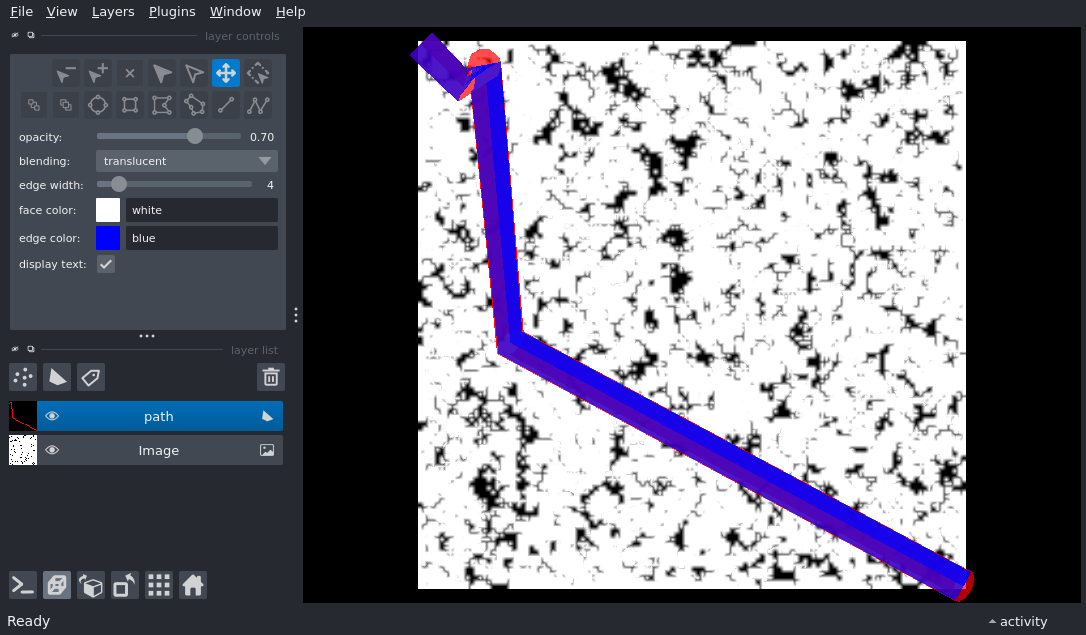 File View Layers Plugins Window Help
layer controls
opacity: 0.70
blending: translucent
edge width: 4
face color: white
edge color: blue
display text:
layer list
path
Image
Ready activity